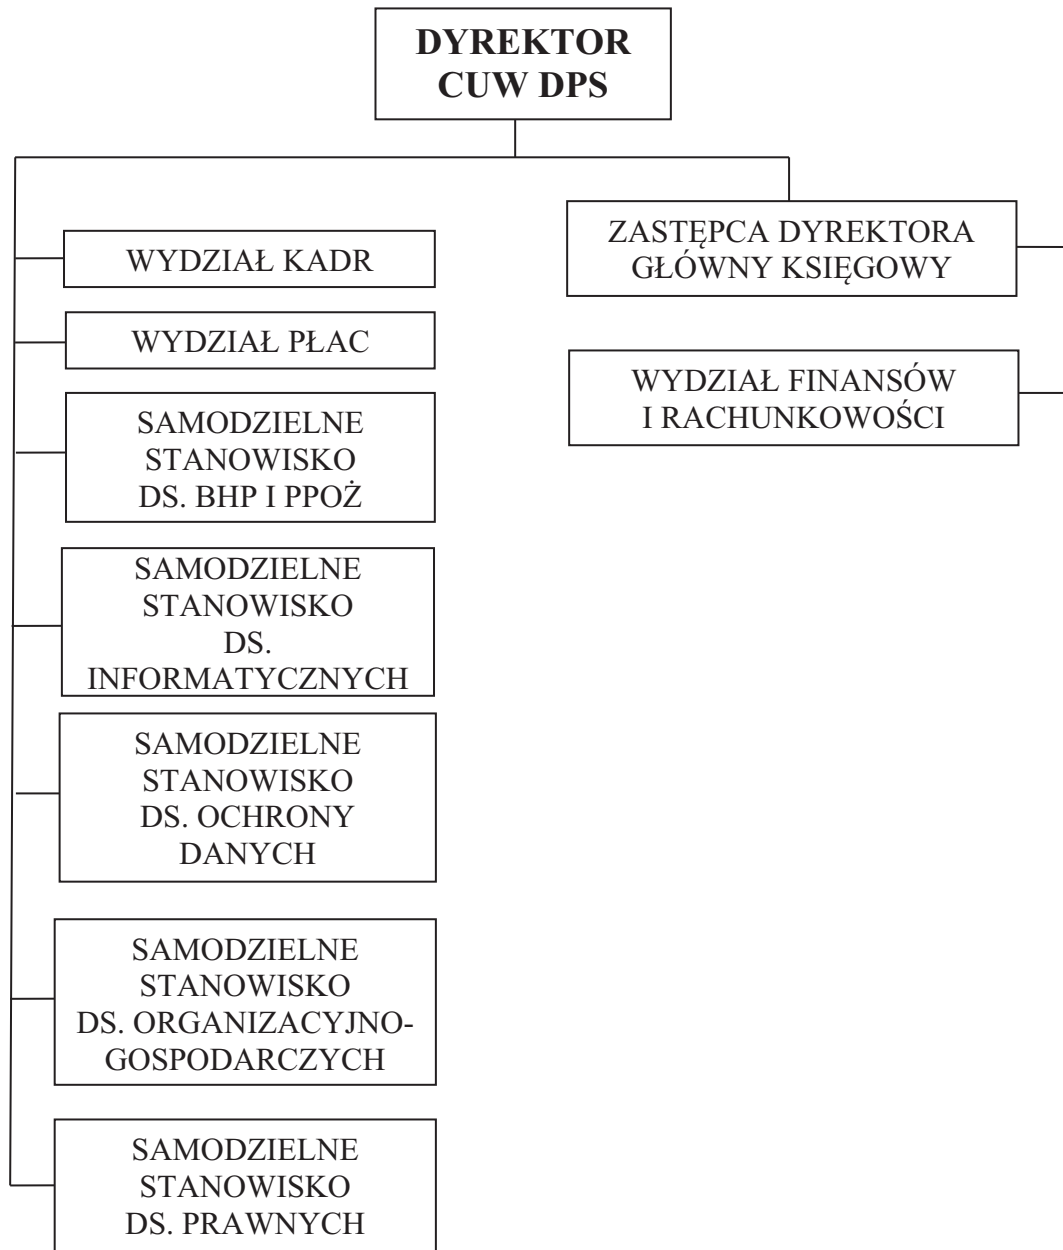 DYREKTOR
CUW DPS
WYDZIAŁ KADR
WYDZIAŁ PŁAC
SAMODZIELNE
STANOWISKO
DS. BHP I PPOŻ
SAMODZIELNE
STANOWISKO
DS.
INFORMATYCZNYCH
SAMODZIELNE
STANOWISKO
DS. OCHRONY
DANYCH
SAMODZIELNE
STANOWISKO
DS. ORGANIZACYJNO-
GOSPODARCZYCH
SAMODZIELNE
STANOWISKO
DS. PRAWNYCH
ZASTĘPCA DYREKTORA
GŁÓWNY KSIĘGOWY
WYDZIAŁ FINANSÓW
I RACHUNKOWOŚCI